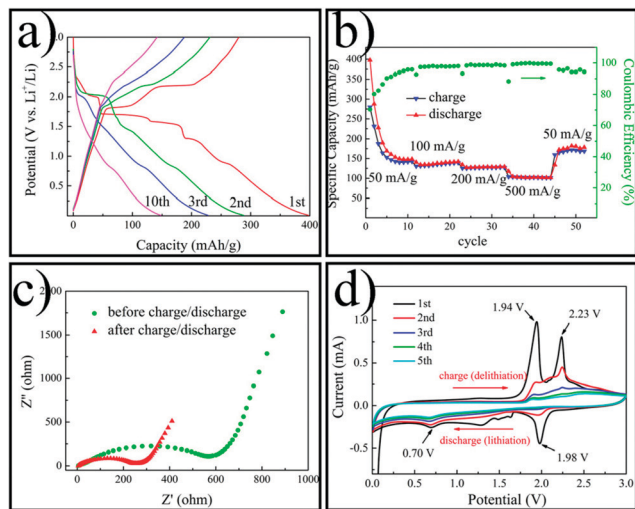 a)
3.0
2.5
2.0
1.5
1.0
0.5
Potential (V vs. Li+/Li)
10th 3rd 2nd 1st
0 100 200 300 400
Capacity (mAh/g)
b)
450
400
350
300
250
200
150
100
50
Specific Capacity (mAh/g)
charge
discharge
100 mA/g
50 mA/g
50 mA/g
200 mA/g
500 mA/g
120
100
80
60
40
20
Coulombic Efficiency (%)
0 10 20 30 40 50
cycle
c)
2000
1500
1000
500
0
Z" (ohm)
before charge/discharge
after charge/discharge
0 200 400 600 800 1000
Z' (ohm)
d)
1.0
0.5
0.0
-0.5
Current (mA)
1st
2nd
3rd
4th
5th
1.94 V
2.23 V
charge (delithiation)
discharge (lithiation)
0.70 V
1.98 V
0.0 0.5 1.0 1.5 2.0 2.5 3.0
Potential (V)